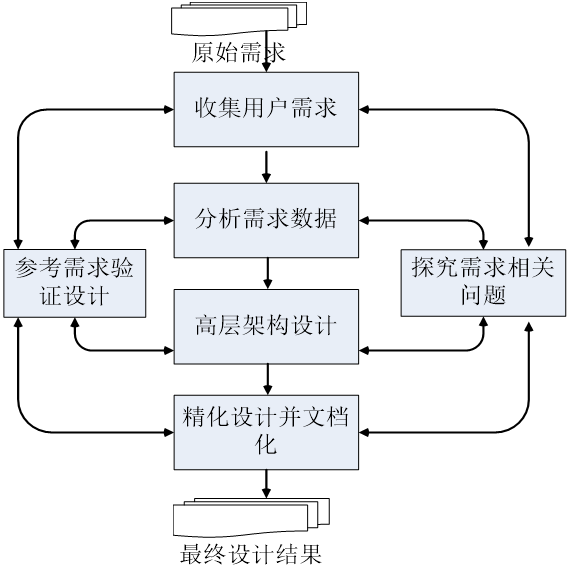 原始需求
收集用户需求
分析需求数据
参考需求验
证设计
探究需求相关
问题
高层架构设计
精化设计并文档
化
最终设计结果